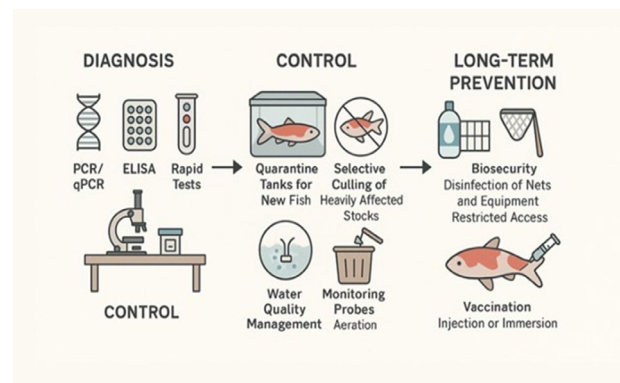 DIAGNOSIS
PCR/
qPCR
ELISA
Rapid
Tests
CONTROL
CONTROL
Quarantine
Tanks for
New Fish
Selective
Culling of
Heavily Affected
Stocks
Water
Quality
Management
Monitoring
Probes
Aeration
LONG-TERM
PREVENTION
Biosecurity
Disinfection of Nets
and Equipment
Restricted Access
Vaccination
Injection or Immersion